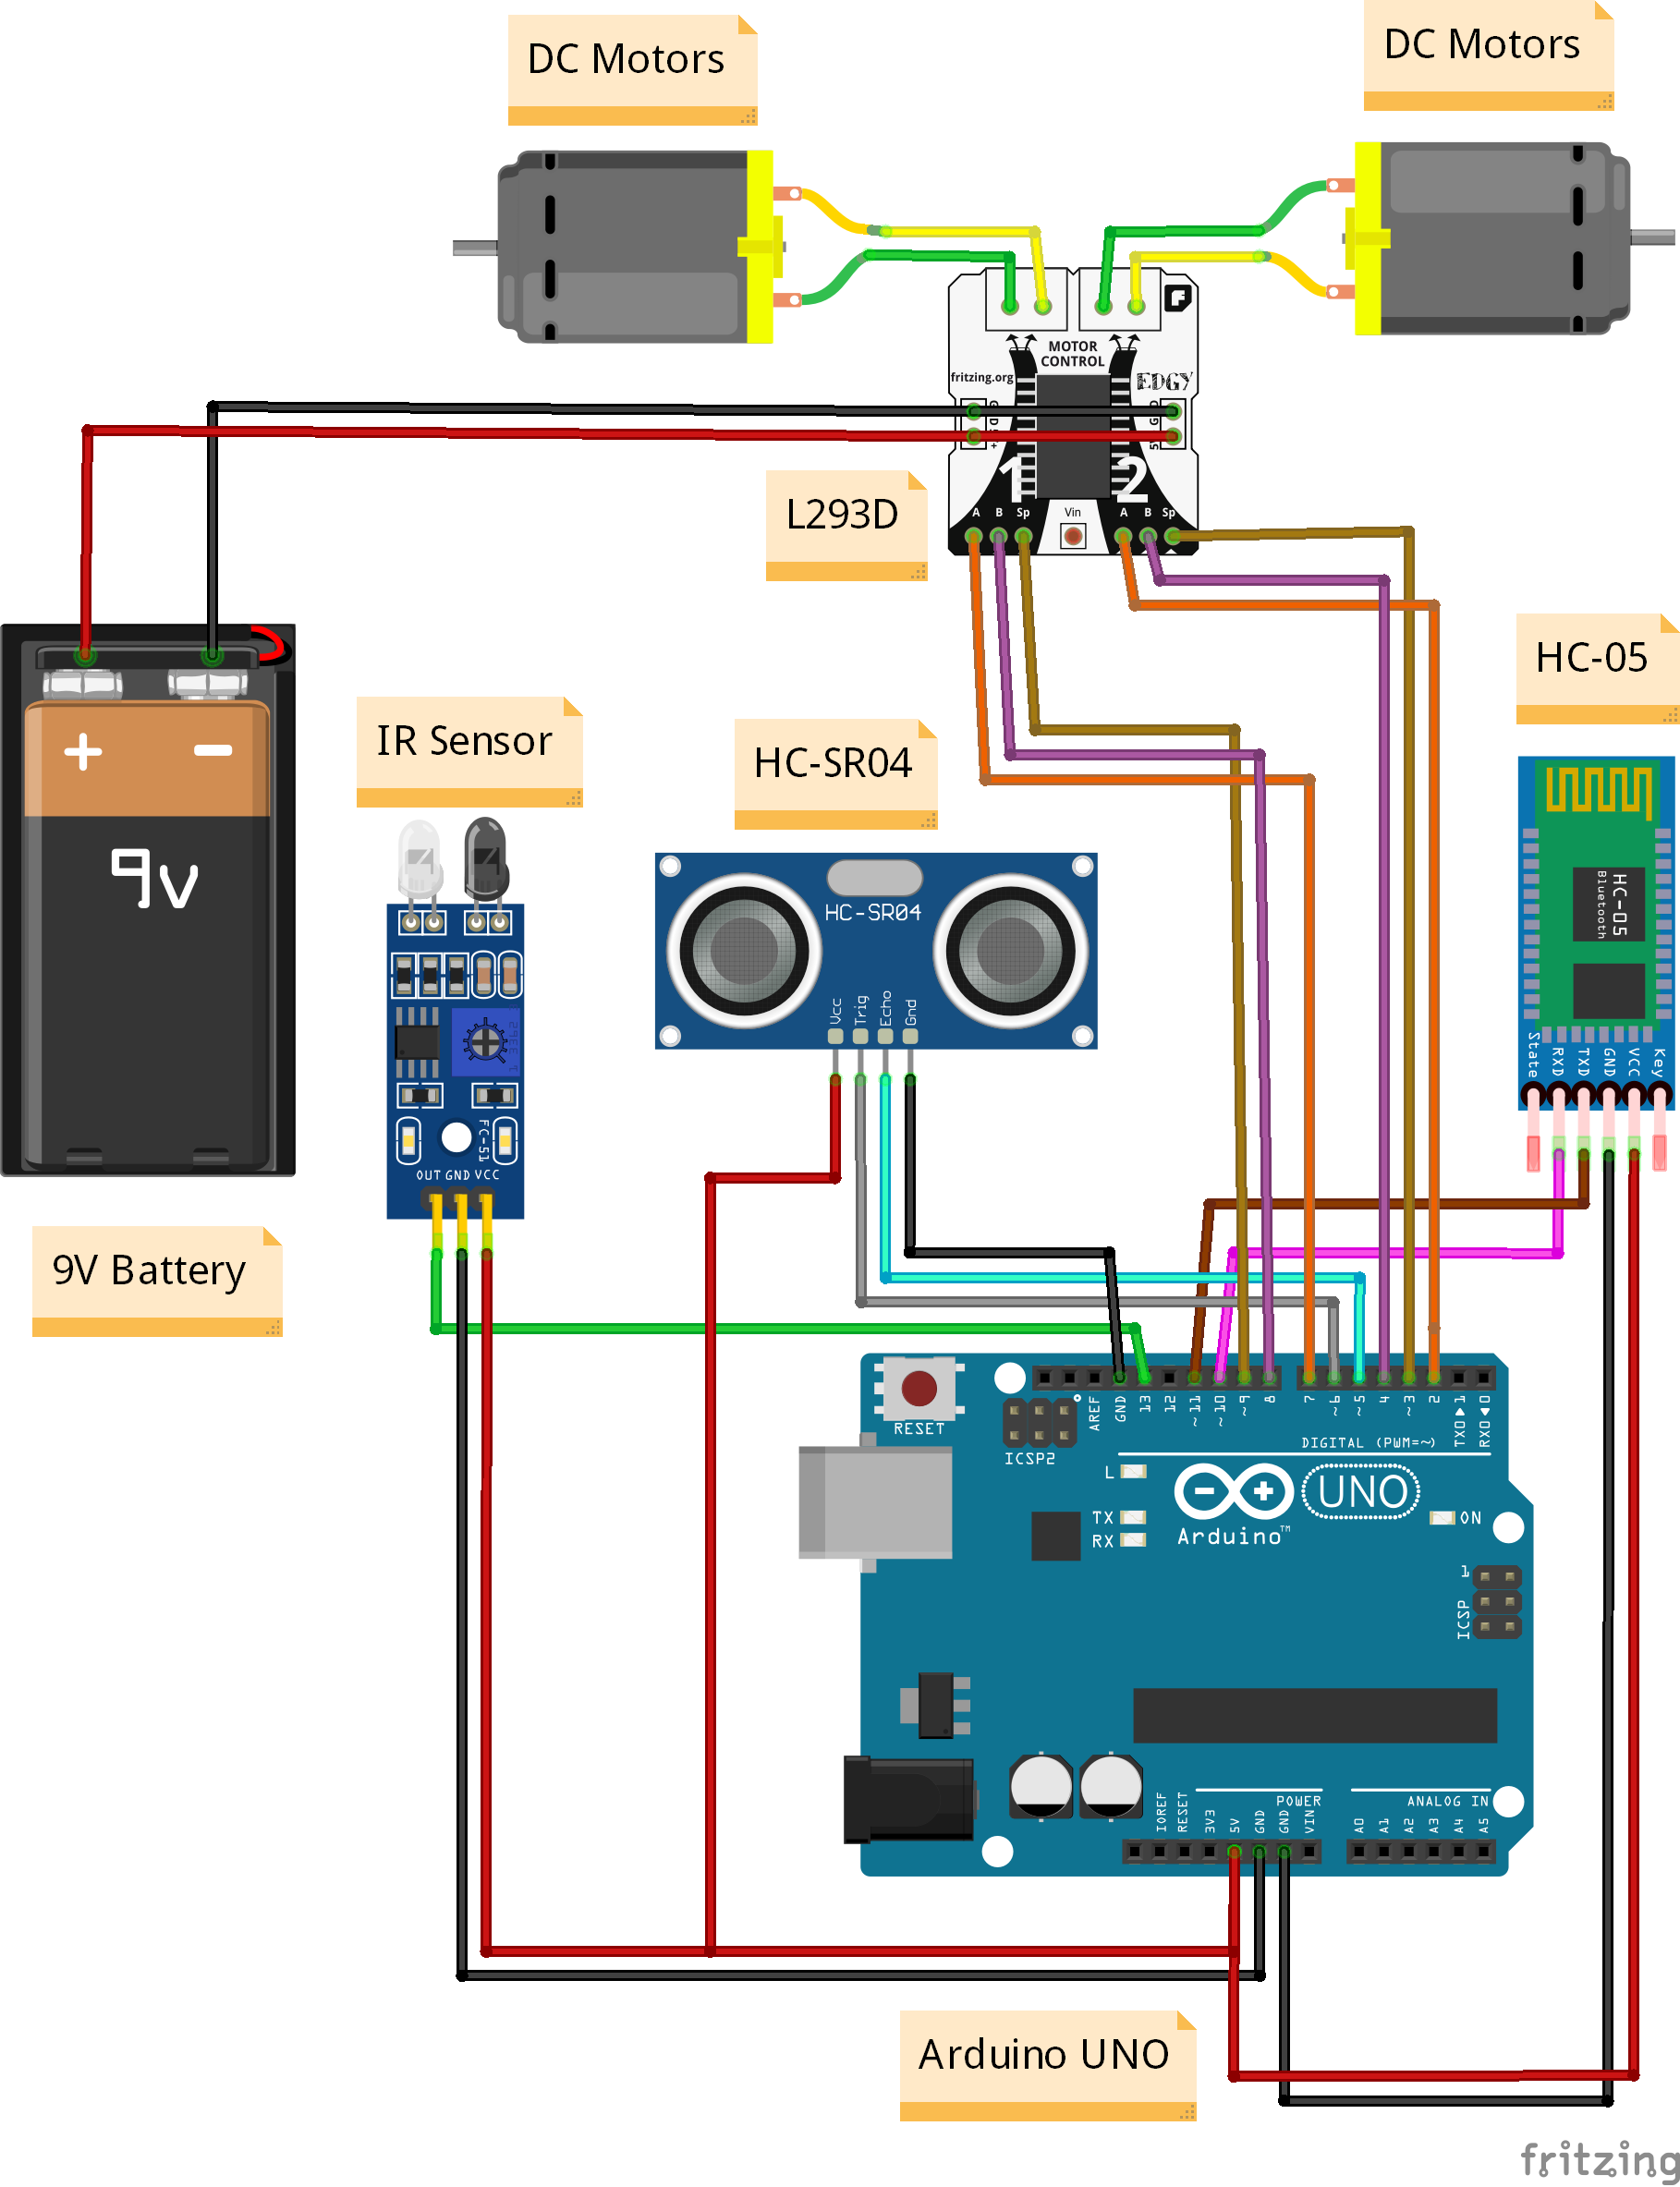 DC Motors
DC Motors
MOTOR
CONTROL
fritzing.org
EDGY
1
2
A B Sp
Vin
A B Sp
L293D
HC-05
IR Sensor
HC-SR04
+ −
9v
HC-05
Bluetooth
HC-SR04
Vcc
Trig
Echo
Gnd
State
RXD
TXD
GND
VCC
Key
FC-51
OUT GND VCC
9V Battery
RESET
ICSP2
AREF
GND
13
12
~11
~10
~9
8
7
~6
~5
4
~3
2
TX0▶1
RX0◀0
DIGITAL (PWM=~)
L
TX
RX
Arduino™
UNO
ON
1
ICSP
IOREF
RESET
3V3
5V
GND
GND
VIN
POWER
ANALOG IN
A0
A1
A2
A3
A4
A5
Arduino UNO
fritzing